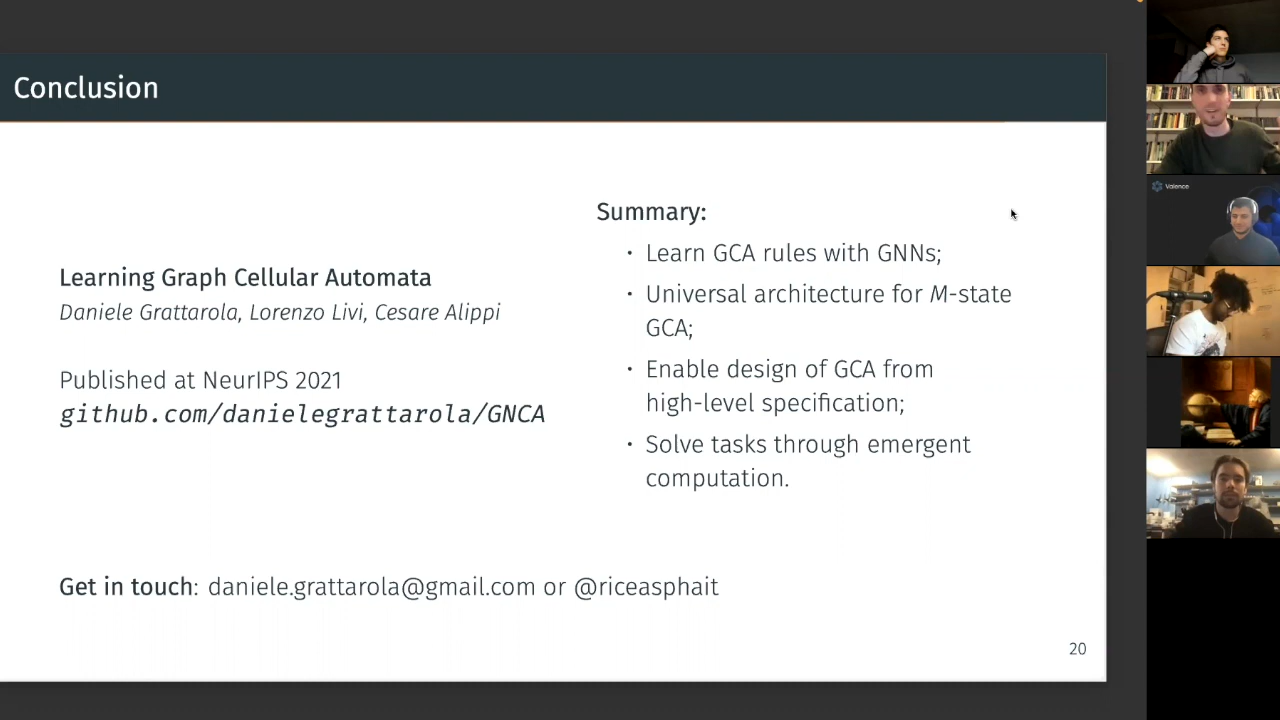 Conclusion
Learning Graph Cellular Automata
Daniele Grattarola, Lorenzo Livi, Cesare Alippi
Published at NeurIPS 2021
github.com/danielegrattarola/GNCA
Summary:
· Learn GCA rules with GNNs;
· Universal architecture for M-state
GCA;
· Enable design of GCA from
high-level specification;
· Solve tasks through emergent
computation.
Get in touch: daniele.grattarola@gmail.com or @riceasphait
20
Valence